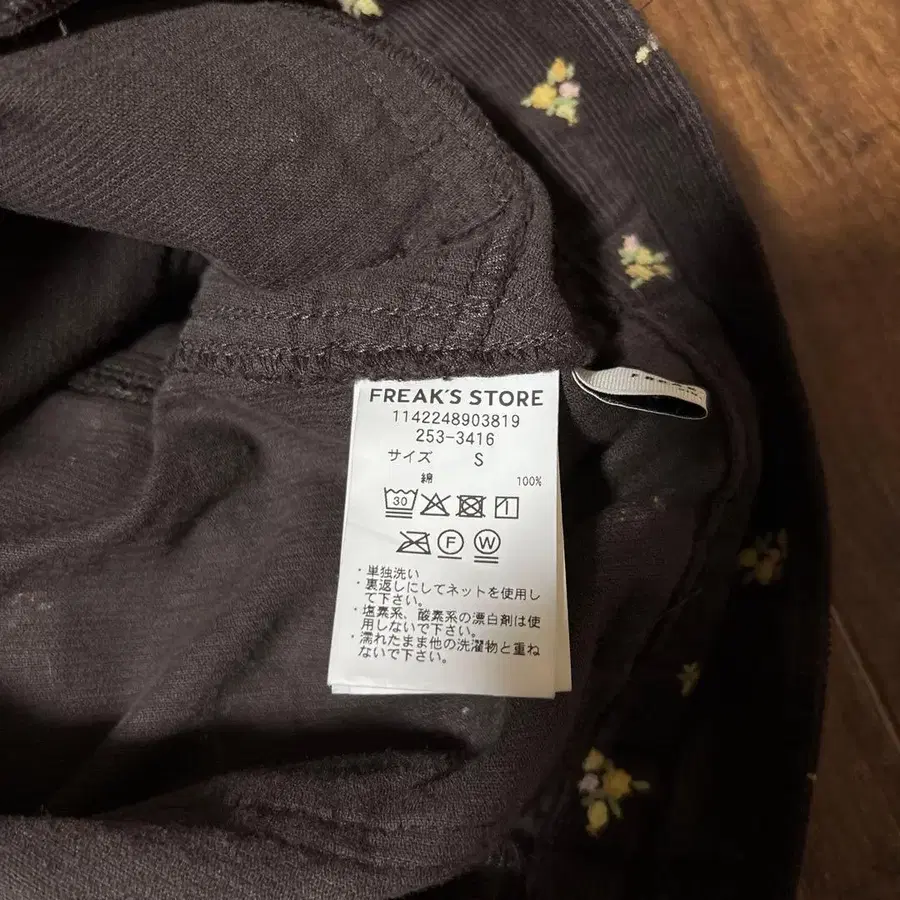 FREAK'S STORE
1142248903819
253-3416
サイズ S
綿 100%
30
F
W
・単独洗い
・裏返しにしてネットを使用し
て下さい。
・塩素系、酸素系の漂白剤は使
用しないで下さい。
・濡れたまま他の洗濯物と重ね
ないで下さい。